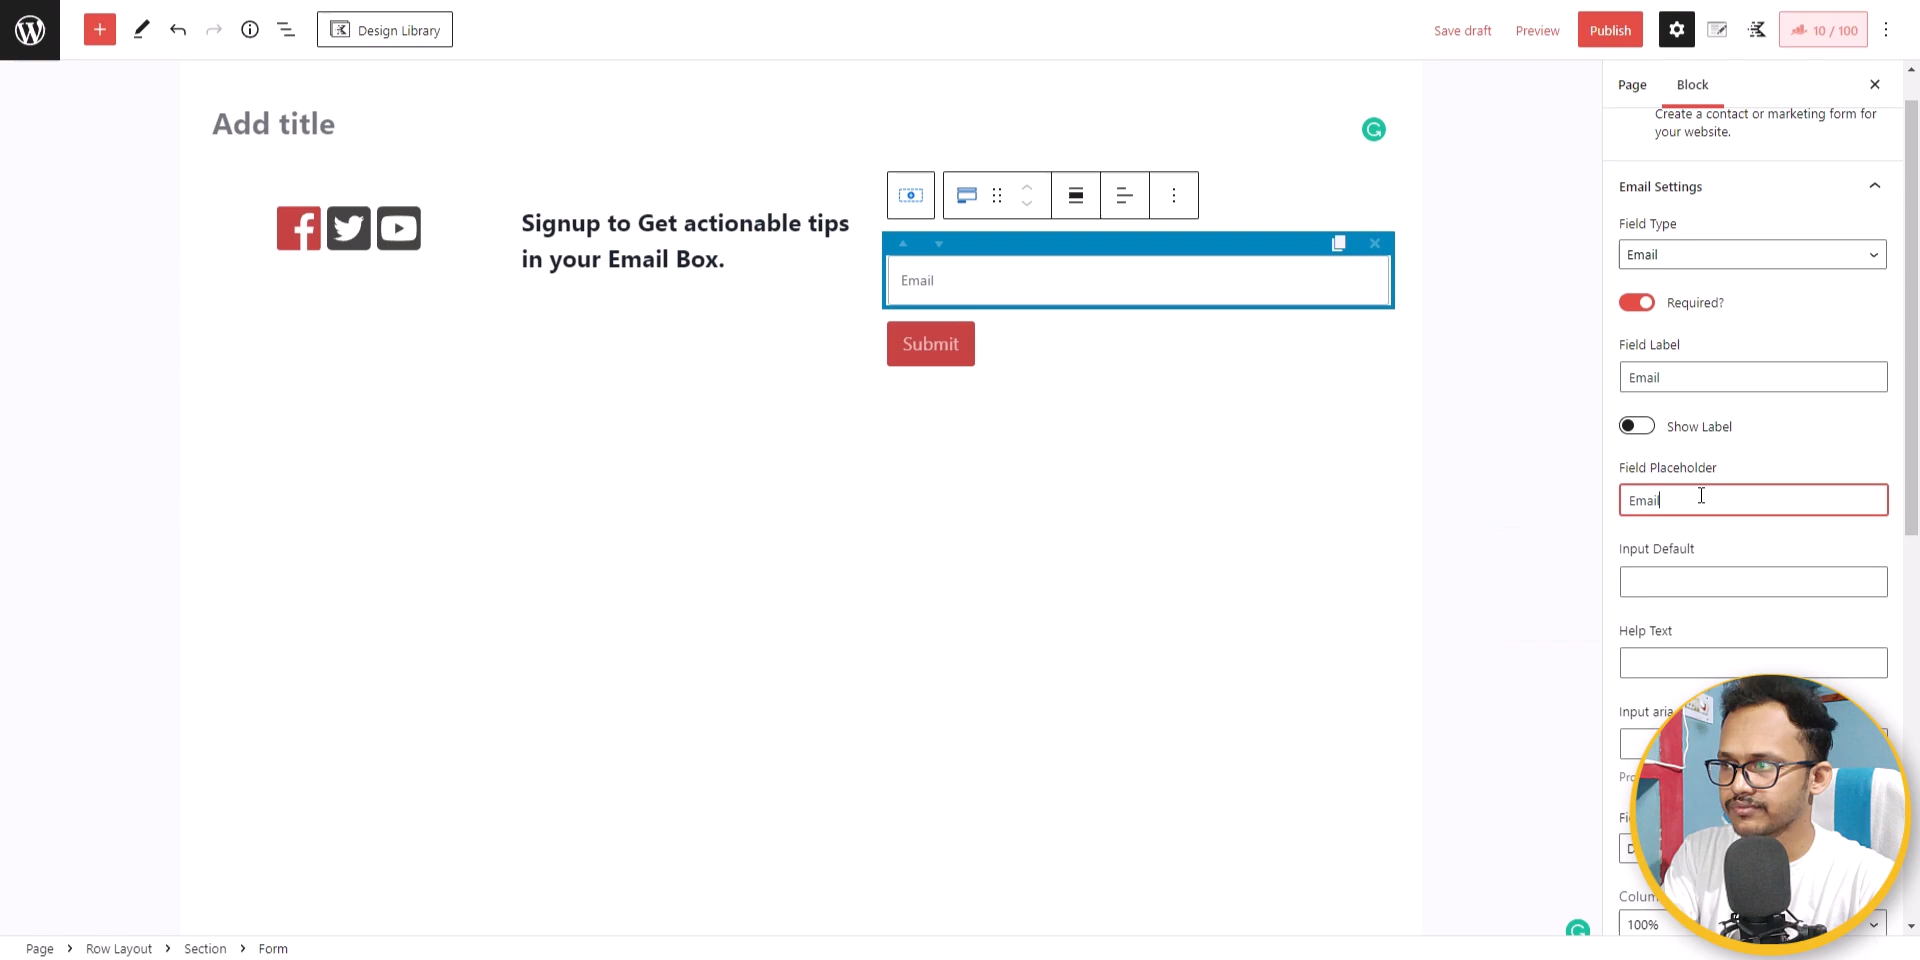 Design Library
Save draft
Preview
Publish
10 / 100
Page
Block
Create a contact or marketing form for
your website.
Add title
Signup to Get actionable tips
in your Email Box.
Email
Submit
Email Settings
Field Type
Email
Required?
Field Label
Email
Show Label
Field Placeholder
Email
Input Default
Help Text
Input aria
100%
Page
Row Layout
Section
Form